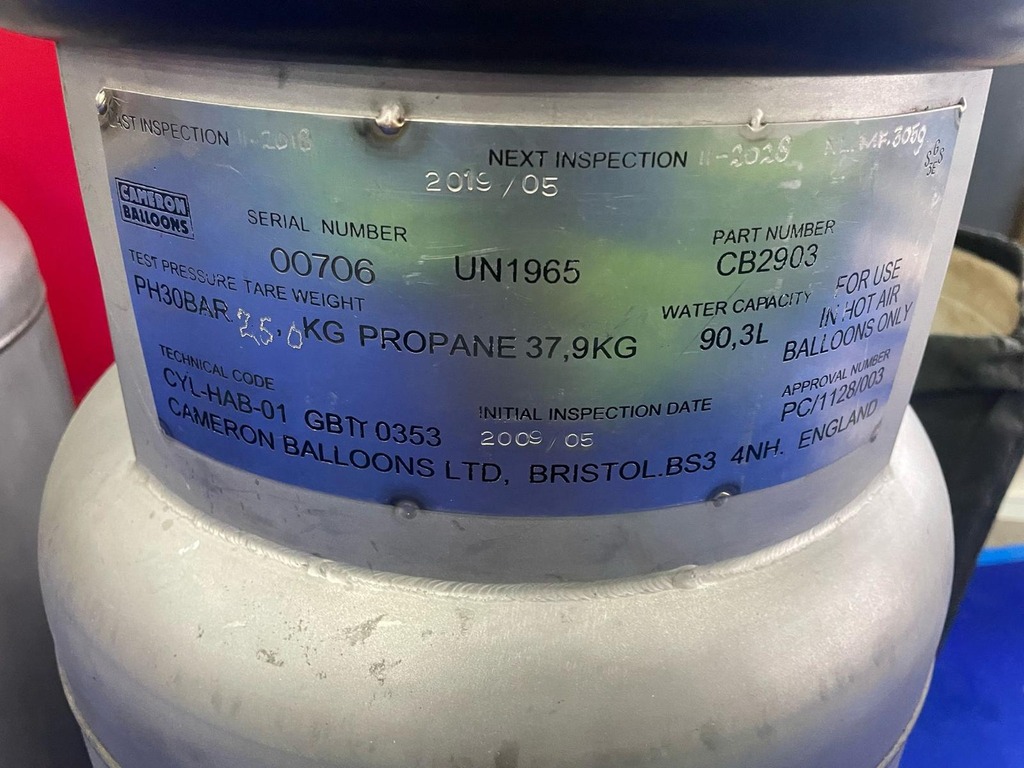 LAST INSPECTION 11-2018
NEXT INSPECTION 11-2028
2019/05
CAMERON
BALLOONS
SERIAL NUMBER
00706
UN1965
PART NUMBER
CB2903
TEST PRESSURE TARE WEIGHT
PH30BAR KG PROPANE 37,9KG
WATER CAPACITY
90,3L
FOR USE
IN HOT AIR
BALLOONS ONLY
TECHNICAL CODE
CYL-HAB-01 GBπ 0353
INITIAL INSPECTION DATE
2009/05
APPROVAL NUMBER
PC/1128/003
CAMERON BALLOONS LTD, BRISTOL.BS3 4NH. ENGLAND